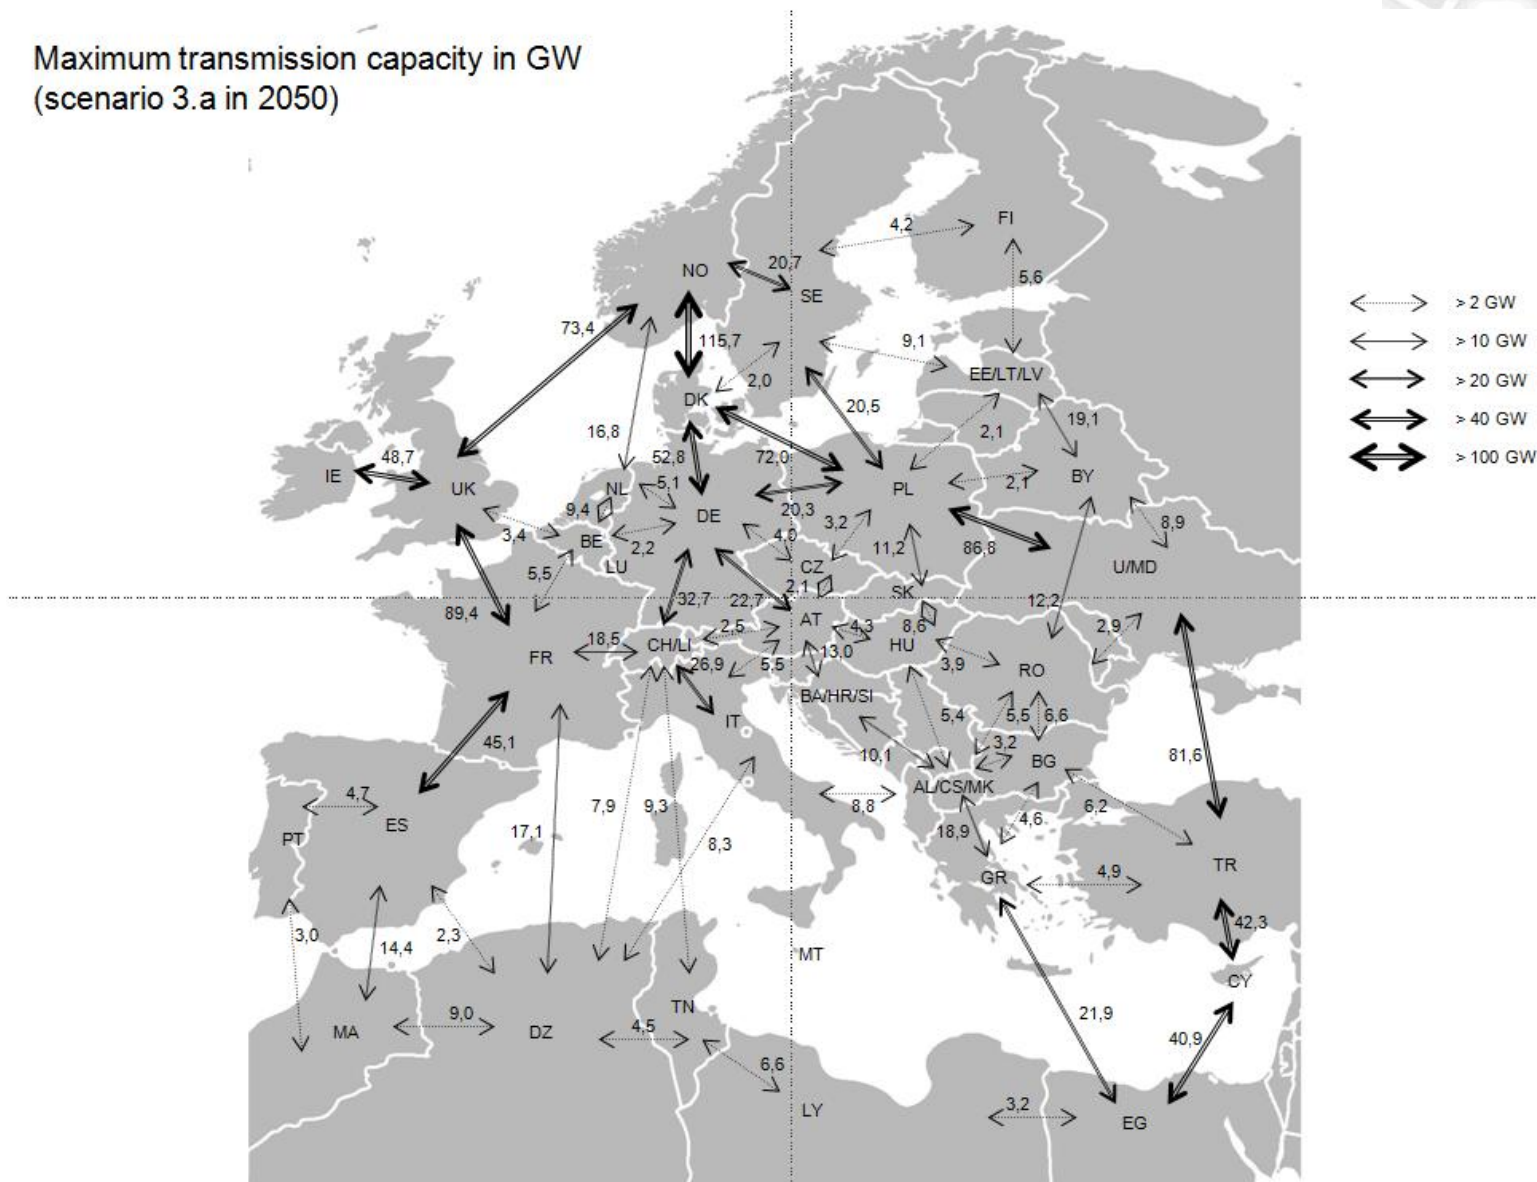 Maximum transmission capacity in GW
(scenario 3.a in 2050)
FI
4,2
NO
20,7
5,6
SE
> 2 GW
73,4
115,7
9,1
> 10 GW
EE/LT/LV
2,0
> 20 GW
DK
20,5
19,1
> 40 GW
16,8
2,1
48,7
52,8
72,0
> 100 GW
IE
UK
NL
5,1
PL
BY
2,1
9,4
DE
20,3
3,2
8,9
3,4
BE
2,2
4,0
11,2
86,8
5,5
LU
CZ
U/MD
2,1
SK
89,4
32,7
22,7
12,2
AT
4,3
8,6
2,9
18,5
CH/LI
2,5
HU
FR
26,9
5,5
13,0
3,9
RO
BA/HR/SI
IT
5,4
5,5
6,6
45,1
3,2
10,1
BG
81,6
AL/CS/MK
4,7
7,9
9,3
8,8
6,2
ES
4,6
PT
17,1
8,3
18,9
TR
GR
4,9
3,0
14,4
2,3
42,3
MT
CY
TN
MA
9,0
DZ
4,5
21,9
40,9
6,6
LY
3,2
EG